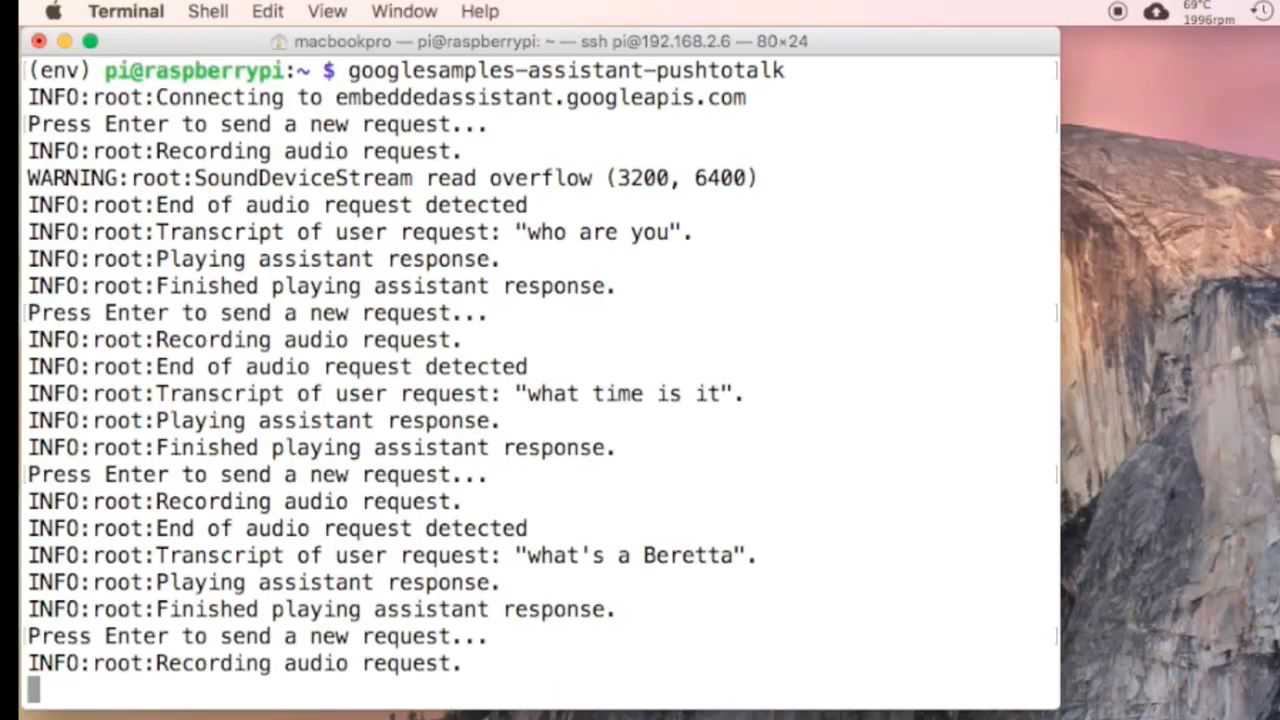 Terminal Shell Edit View Window Help
69°C
1996rpm
macbookpro — pi@raspberrypi: ~ — ssh pi@192.168.2.6 — 80×24
(env) pi@raspberrypi:~ $ googlesamples-assistant-pushtotalk
INFO:root:Connecting to embeddedassistant.googleapis.com
Press Enter to send a new request...
INFO:root:Recording audio request.
WARNING:root:SoundDeviceStream read overflow (3200, 6400)
INFO:root:End of audio request detected
INFO:root:Transcript of user request: "who are you".
INFO:root:Playing assistant response.
INFO:root:Finished playing assistant response.
Press Enter to send a new request...
INFO:root:Recording audio request.
INFO:root:End of audio request detected
INFO:root:Transcript of user request: "what time is it".
INFO:root:Playing assistant response.
INFO:root:Finished playing assistant response.
Press Enter to send a new request...
INFO:root:Recording audio request.
INFO:root:End of audio request detected
INFO:root:Transcript of user request: "what's a Beretta".
INFO:root:Playing assistant response.
INFO:root:Finished playing assistant response.
Press Enter to send a new request...
INFO:root:Recording audio request.